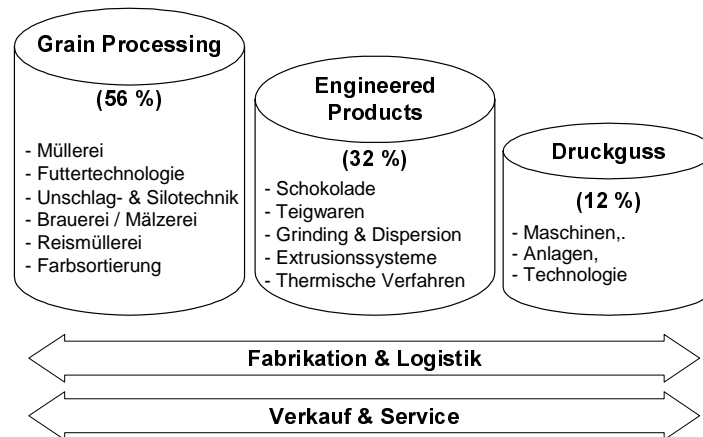 Grain Processing
(56 %)
- Müllerei
- Futtertechnologie
- Unschlag- & Silotechnik
- Brauerei / Mälzerei
- Reismüllerei
- Farbsortierung
Engineered
Products
(32 %)
- Schokolade
- Teigwaren
- Grinding & Dispersion
- Extrusionssysteme
- Thermische Verfahren
Druckguss
(12 %)
- Maschinen,.
- Anlagen,
- Technologie
Fabrikation & Logistik
Verkauf & Service